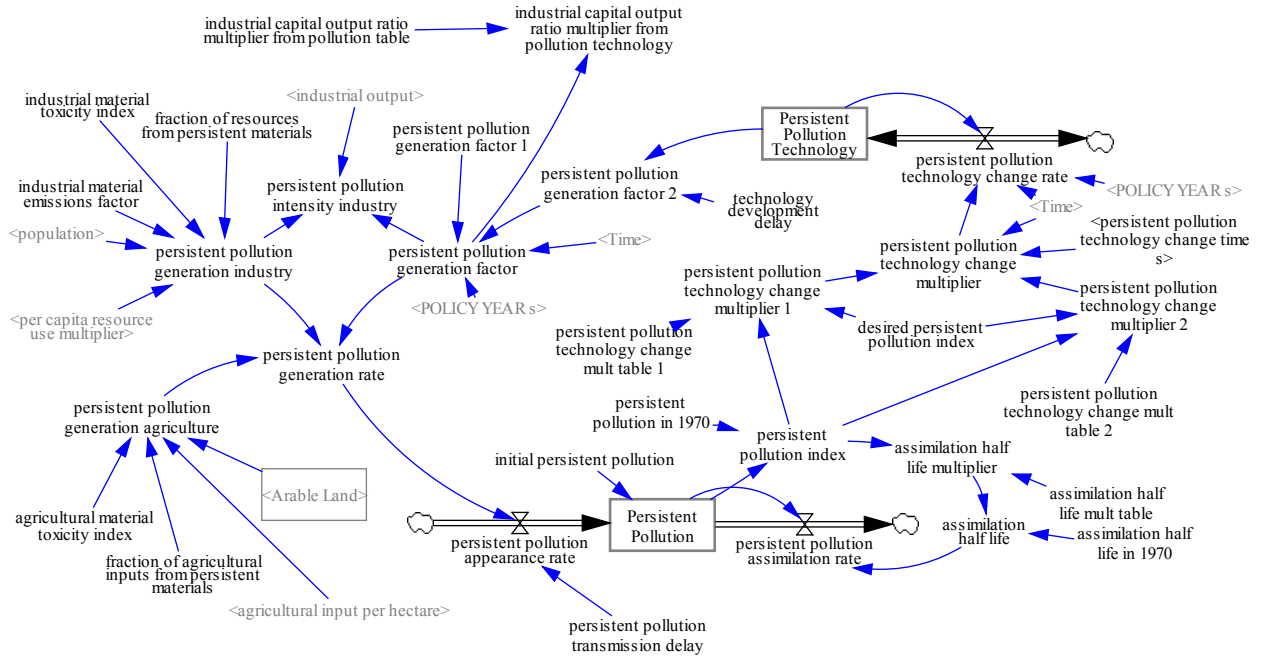 industrial capital output ratio
multiplier from pollution table
industrial capital output
ratio multiplier from
pollution technology
industrial material
toxicity index
fraction of resources
from persistent materials
<industrial output>
persistent pollution
generation factor 1
Persistent
Pollution
Technology
persistent pollution
technology change rate
<POLICY YEAR s>
<Time>
persistent pollution
generation factor 2
technology
development
delay
persistent pollution
intensity industry
industrial material
emissions factor
<population>
persistent pollution
generation industry
persistent pollution
generation factor
<Time>
<POLICY YEAR s>
<per capita resource
use multiplier>
persistent pollution
technology change
multiplier
<persistent pollution
technology change time
s>
persistent pollution
technology change
multiplier 1
persistent pollution
technology change
multiplier 2
desired persistent
pollution index
persistent pollution
technology change
mult table 1
persistent pollution
generation rate
persistent pollution
technology change mult
table 2
persistent pollution
generation agriculture
persistent
pollution in 1970
persistent
pollution index
assimilation half
life multiplier
initial persistent pollution
<Arable Land>
agricultural material
toxicity index
fraction of agricultural
inputs from persistent
materials
<agricultural input per hectare>
persistent pollution
appearance rate
Persistent
Pollution
persistent pollution
assimilation rate
assimilation half
life mult table
assimilation
half life
assimilation half
life in 1970
persistent pollution
transmission delay